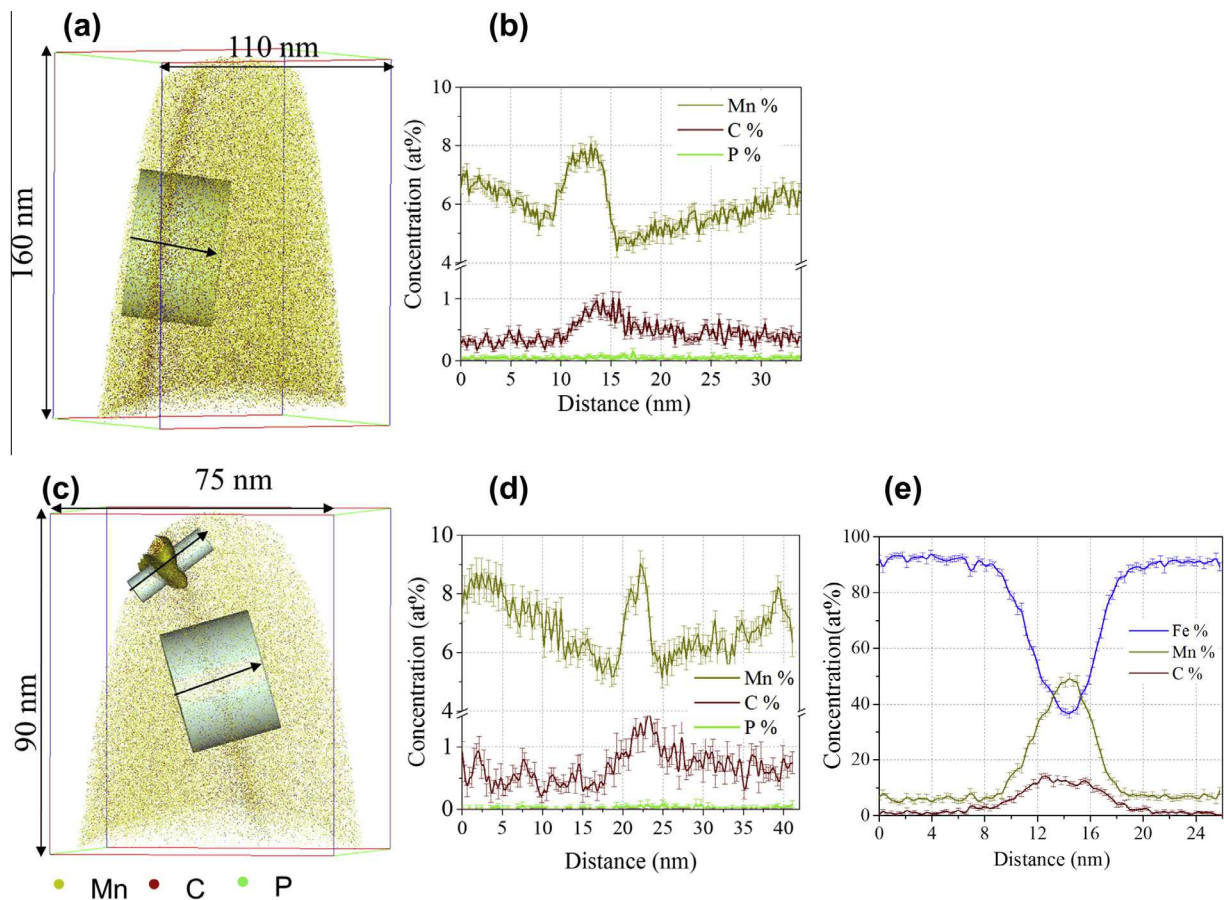 (a)
110 nm
160 nm
(b)
Concentration (at%)
10
8
6
4
1
0
Mn %
C %
P %
0 5 10 15 20 25 30
Distance (nm)
(c)
75 nm
90 nm
Mn C P
(d)
Concentration (at%)
10
8
6
4
1
0
Mn %
C %
P %
0 5 10 15 20 25 30 35 40
Distance (nm)
(e)
Concentration(at%)
100
80
60
40
20
0
Fe %
Mn %
C %
0 4 8 12 16 20 24
Distance (nm)